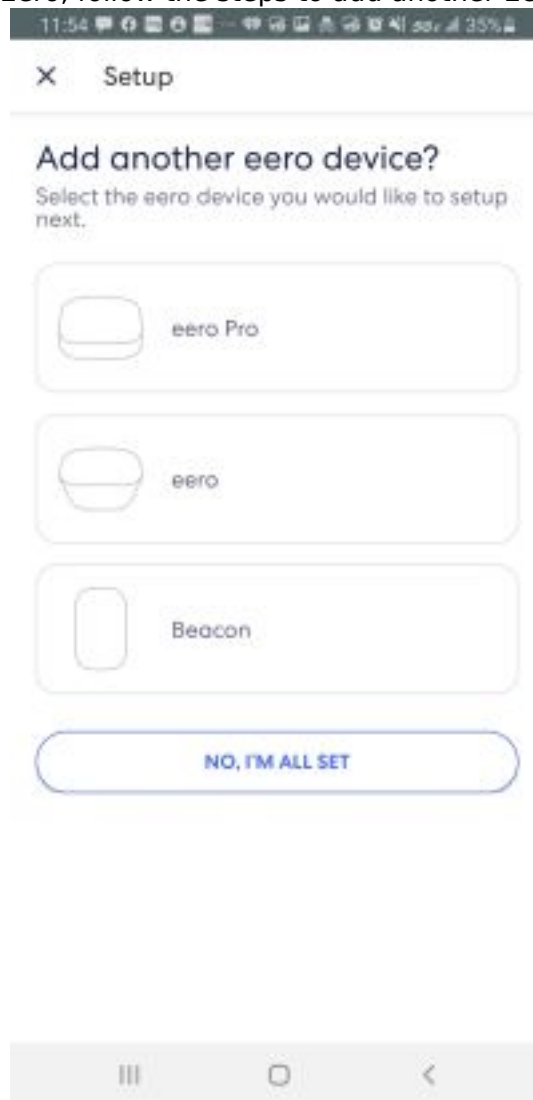 11:54 35%
Setup
Add another eero device?
Select the eero device you would like to setup
next.
eero Pro
eero
Beacon
NO, I'M ALL SET